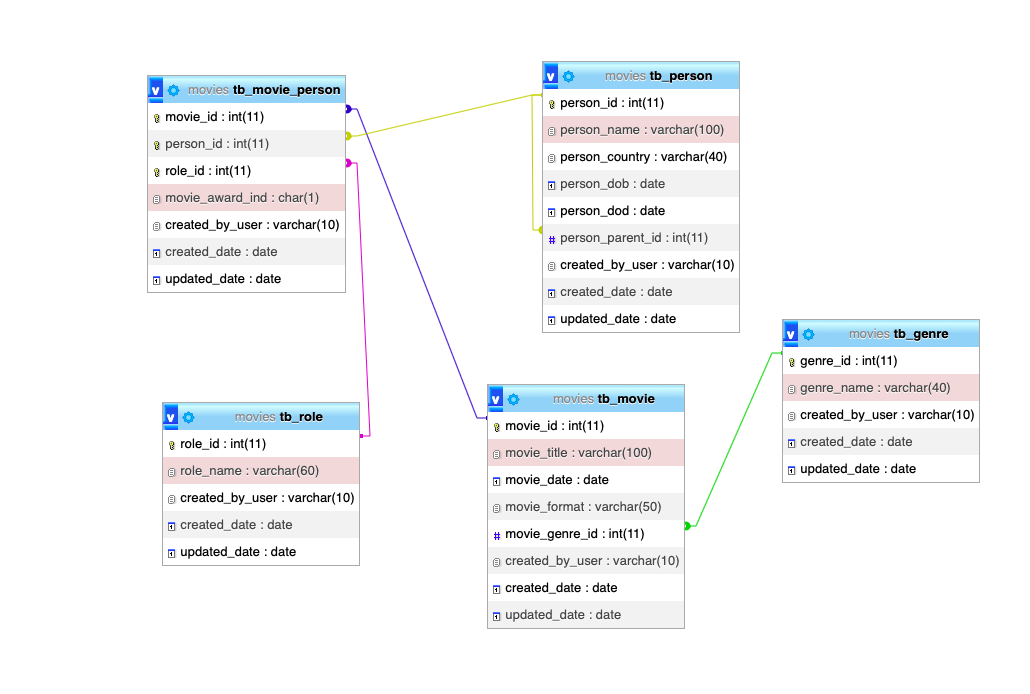 movies tb_movie_person
movie_id : int(11)
person_id : int(11)
role_id : int(11)
movie_award_ind : char(1)
created_by_user : varchar(10)
created_date : date
updated_date : date
movies tb_person
person_id : int(11)
person_name : varchar(100)
person_country : varchar(40)
person_dob : date
person_dod : date
# person_parent_id : int(11)
created_by_user : varchar(10)
created_date : date
updated_date : date
movies tb_genre
genre_id : int(11)
genre_name : varchar(40)
created_by_user : varchar(10)
created_date : date
updated_date : date
movies tb_role
role_id : int(11)
role_name : varchar(60)
created_by_user : varchar(10)
created_date : date
updated_date : date
movies tb_movie
movie_id : int(11)
movie_title : varchar(100)
movie_date : date
movie_format : varchar(50)
# movie_genre_id : int(11)
created_by_user : varchar(10)
created_date : date
updated_date : date